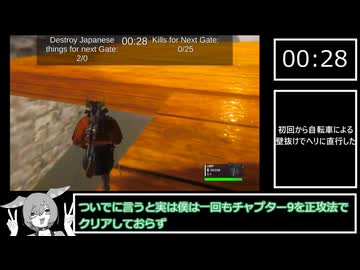 Destroy Japanese
things for next Gate:
2/0
00:28
Kills for Next Gate:
0/25
00:28
初回から自転車による
壁抜けでヘリに直行した
ついでに言うと実は僕は一回もチャプター9を正攻法で
クリアしておらず